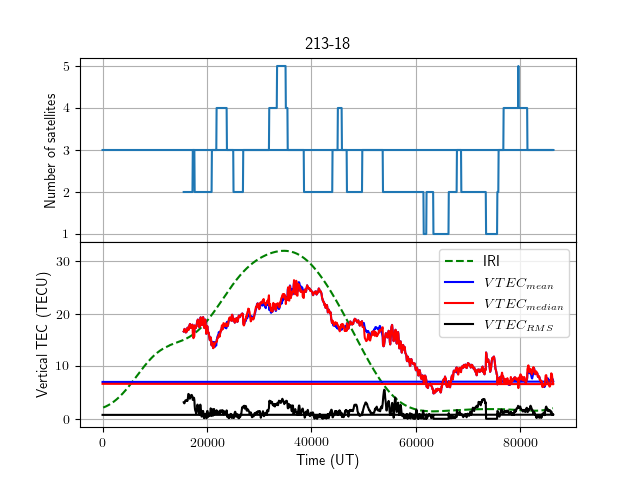 213-18
Number of satellites
5
4
3
2
1
Vertical TEC (TECU)
30
20
10
0
IRI
VTEC_mean
VTEC_median
VTEC_RMS
0 20000 40000 60000 80000
Time (UT)